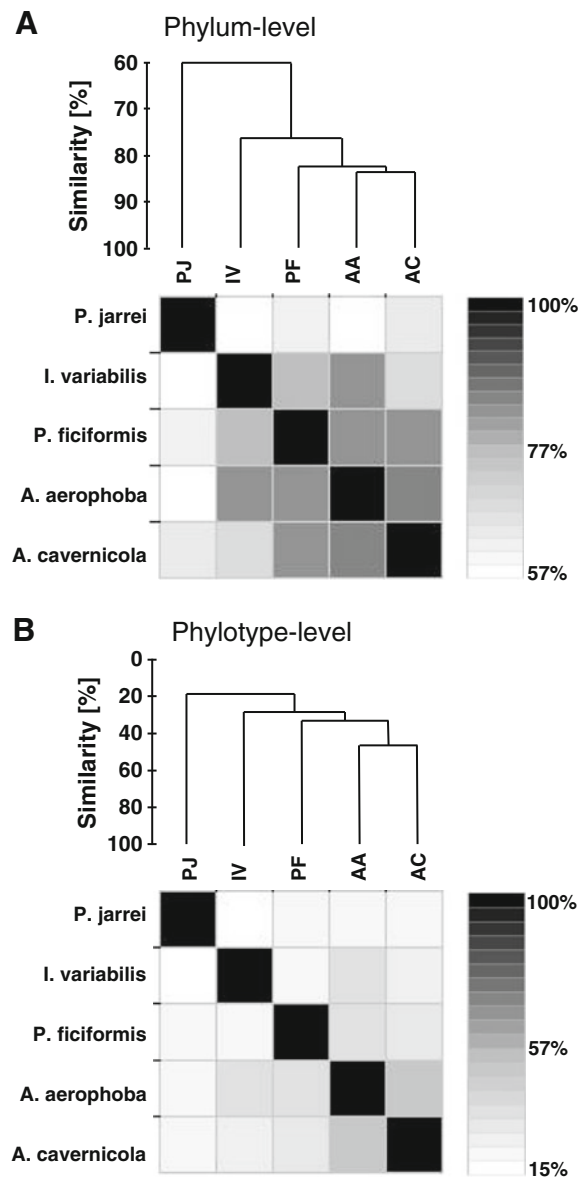 A
Phylum-level
Similarity [%]
60
70
80
90
100
PJ
IV
PF
AA
AC
P. jarrei
I. variabilis
P. ficiformis
A. aerophoba
A. cavernicola
100%
77%
57%
B
Phylotype-level
Similarity [%]
0
20
40
60
80
100
PJ
IV
PF
AA
AC
P. jarrei
I. variabilis
P. ficiformis
A. aerophoba
A. cavernicola
100%
57%
15%